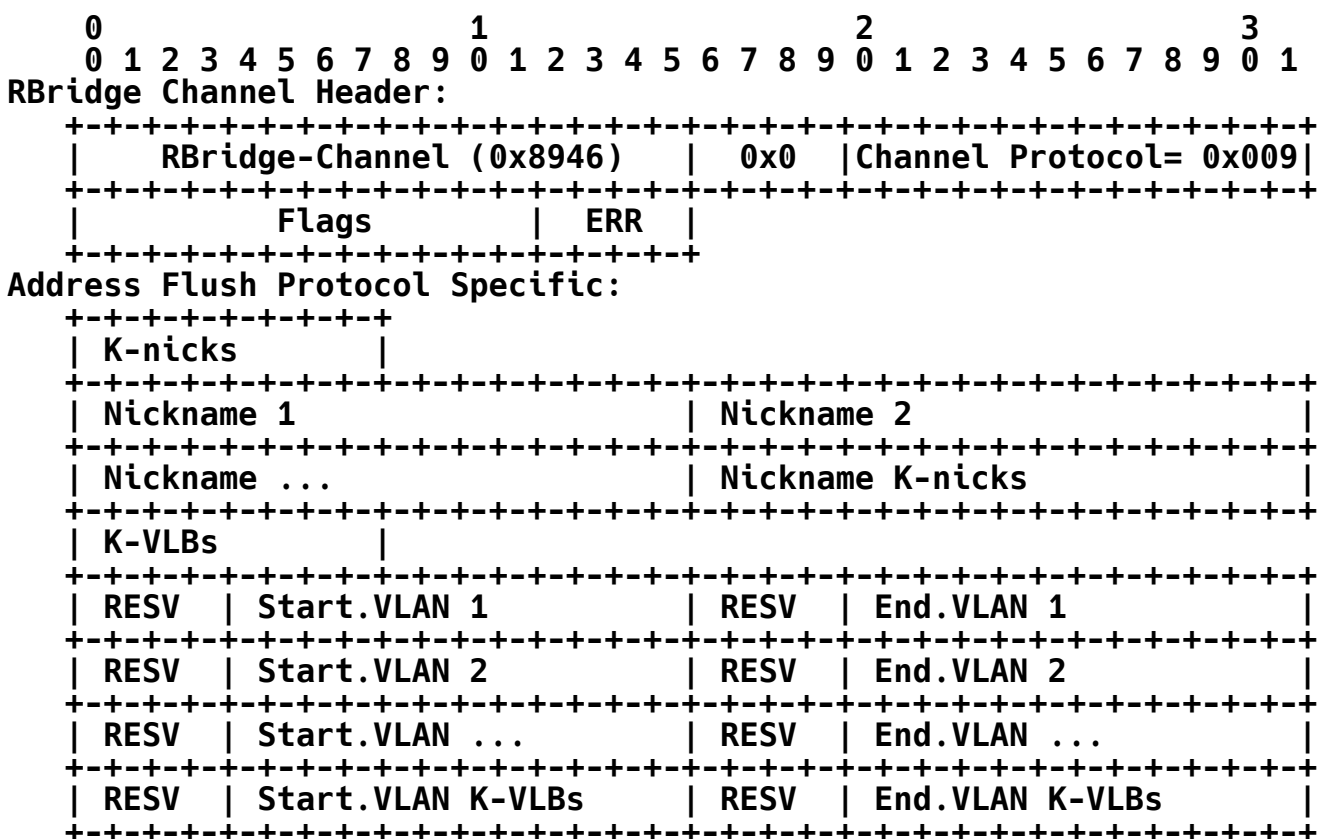 0                   1                   2                   3
    0 1 2 3 4 5 6 7 8 9 0 1 2 3 4 5 6 7 8 9 0 1 2 3 4 5 6 7 8 9 0 1
RBridge Channel Header:
   +-+-+-+-+-+-+-+-+-+-+-+-+-+-+-+-+-+-+-+-+-+-+-+-+-+-+-+-+-+-+-+-+
   |    RBridge-Channel (0x8946)   |  0x0  |Channel Protocol= 0x009|
   +-+-+-+-+-+-+-+-+-+-+-+-+-+-+-+-+-+-+-+-+-+-+-+-+-+-+-+-+-+-+-+-+
   |          Flags        |  ERR  |
   +-+-+-+-+-+-+-+-+-+-+-+-+-+-+-+-+
Address Flush Protocol Specific:
   +-+-+-+-+-+-+-+-+
   | K-nicks       |
   +-+-+-+-+-+-+-+-+-+-+-+-+-+-+-+-+-+-+-+-+-+-+-+-+-+-+-+-+-+-+-+-+
   | Nickname 1                    | Nickname 2                    |
   +-+-+-+-+-+-+-+-+-+-+-+-+-+-+-+-+-+-+-+-+-+-+-+-+-+-+-+-+-+-+-+-+
   | Nickname ...                  | Nickname K-nicks              |
   +-+-+-+-+-+-+-+-+-+-+-+-+-+-+-+-+-+-+-+-+-+-+-+-+-+-+-+-+-+-+-+-+
   | K-VLBs        |
   +-+-+-+-+-+-+-+-+-+-+-+-+-+-+-+-+-+-+-+-+-+-+-+-+-+-+-+-+-+-+-+-+
   | RESV  | Start.VLAN 1          | RESV  | End.VLAN 1            |
   +-+-+-+-+-+-+-+-+-+-+-+-+-+-+-+-+-+-+-+-+-+-+-+-+-+-+-+-+-+-+-+-+
   | RESV  | Start.VLAN 2          | RESV  | End.VLAN 2            |
   +-+-+-+-+-+-+-+-+-+-+-+-+-+-+-+-+-+-+-+-+-+-+-+-+-+-+-+-+-+-+-+-+
   | RESV  | Start.VLAN ...        | RESV  | End.VLAN ...          |
   +-+-+-+-+-+-+-+-+-+-+-+-+-+-+-+-+-+-+-+-+-+-+-+-+-+-+-+-+-+-+-+-+
   | RESV  | Start.VLAN K-VLBs     | RESV  | End.VLAN K-VLBs       |
   +-+-+-+-+-+-+-+-+-+-+-+-+-+-+-+-+-+-+-+-+-+-+-+-+-+-+-+-+-+-+-+-+